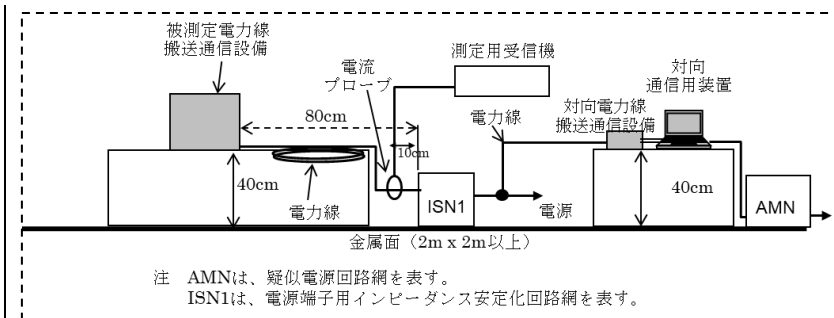 被測定電力線
搬送通信設備
電流
プローブ
測定用受信機
対向
通信用装置
80cm
電力線
対向電力線
搬送通信設備
10cm
40cm
電力線
ISN1
電源
40cm
AMN
金属面（2m x 2m以上）
注 AMNは、疑似電源回路網を表す。
ISN1は、電源端子用インピーダンス安定化回路網を表す。